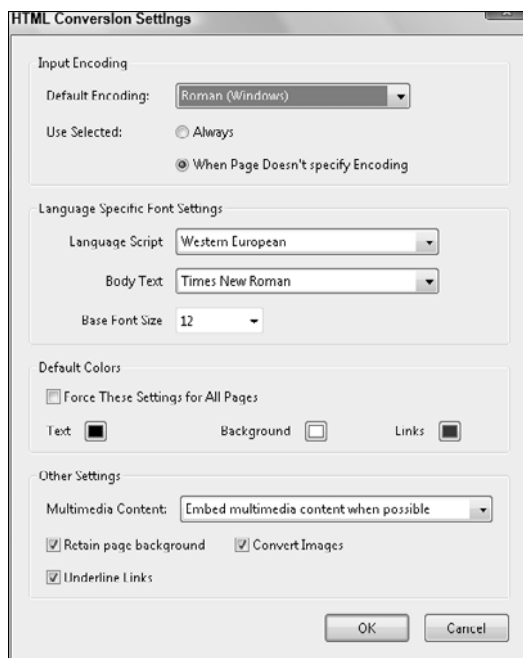 HTML Conversion Settings
Input Encoding
Default Encoding: Roman (Windows)
Use Selected: Always
When Page Doesn't specify Encoding
Language Specific Font Settings
Language Script Western European
Body Text Times New Roman
Base Font Size 12
Default Colors
Force These Settings for All Pages
Text Background Links
Other Settings
Multimedia Content: Embed multimedia content when possible
Retain page background Convert Images
Underline Links
OK Cancel